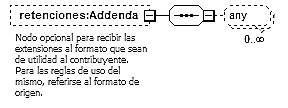 retenciones:Addenda
any
0..∞
Nodo opcional para recibir las
extensiones al formato que sean
de utilidad al contribuyente.
Para las reglas de uso del
mismo, referirse al formato de
origen.